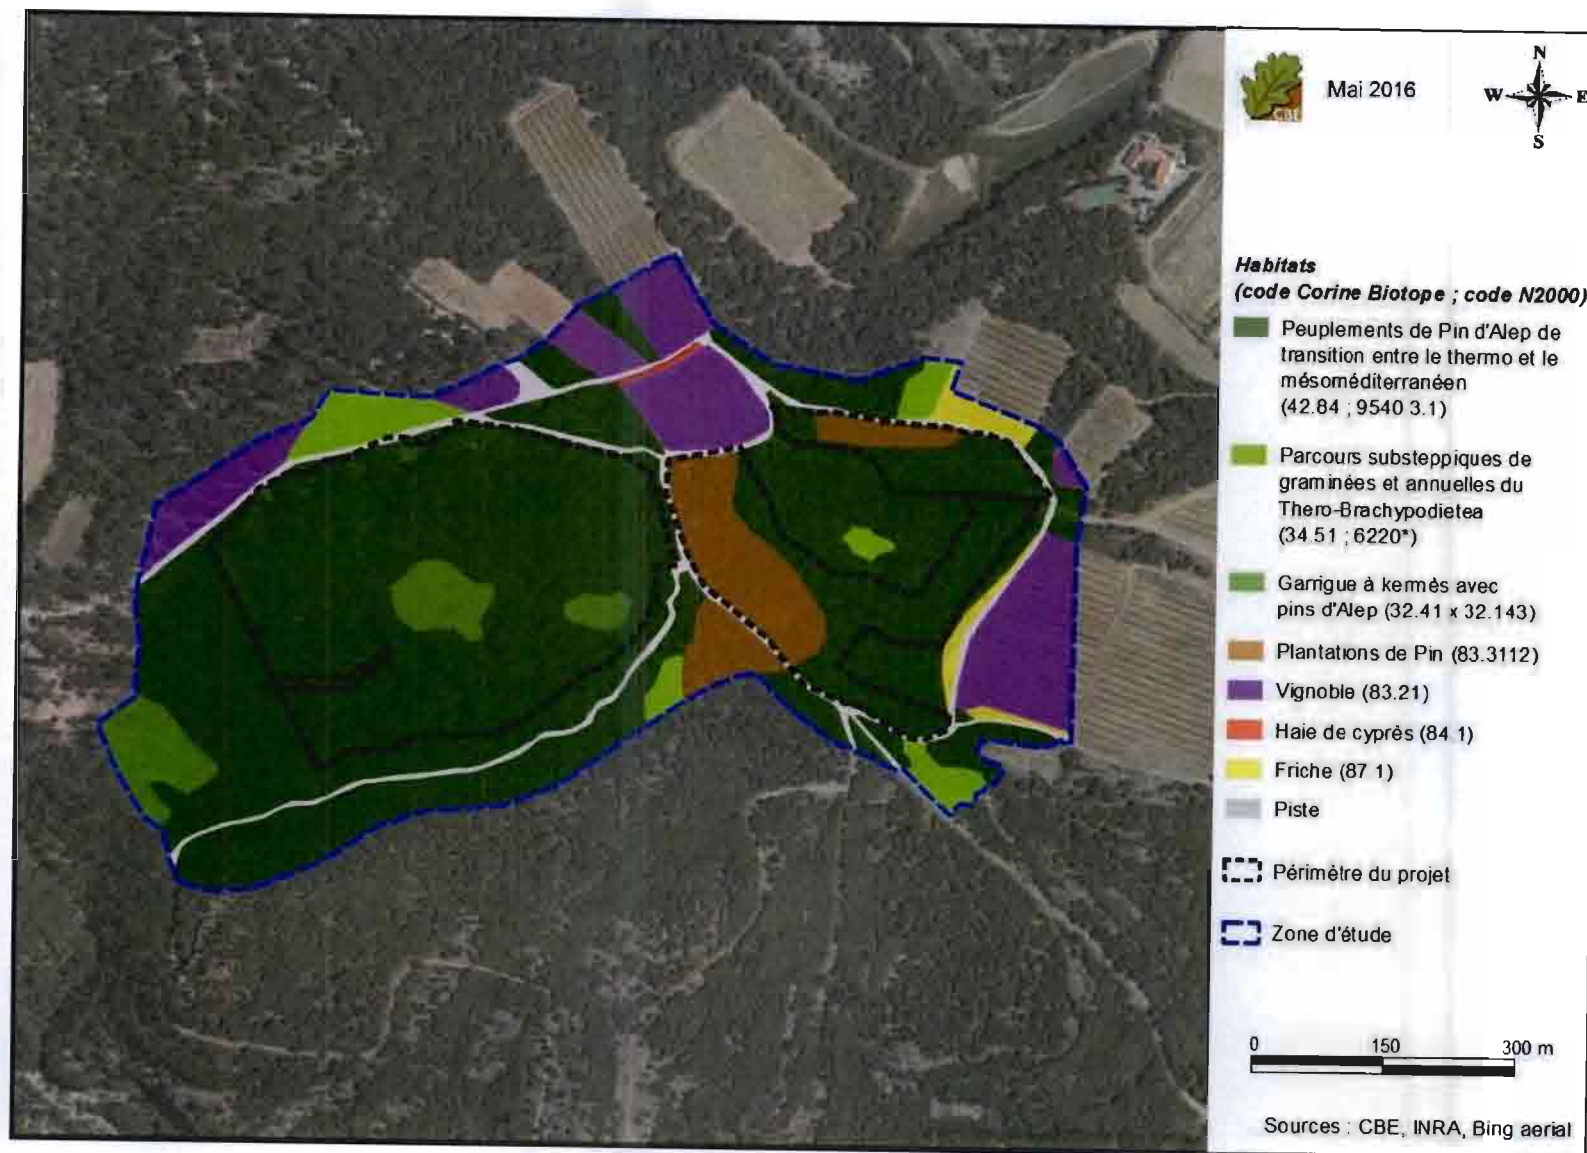 CBE
Mai 2016
N
W
E
S
Habitats
(code Corine Biotope ; code N2000)
Peuplements de Pin d'Alep de
transition entre le thermo et le
mésoméditerranéen
(42.84 ; 9540 3.1)
Parcours substeppiques de
graminées et annuelles du
Thero-Brachypodietea
(34.51 ; 6220*)
Garrigue à kermès avec
pins d'Alep (32.41 x 32.143)
Plantations de Pin (83.3112)
Vignoble (83.21)
Haie de cyprès (84 1)
Friche (87 1)
Piste
Périmètre du projet
Zone d'étude
0 150 300 m
Sources : CBE, INRA, Bing aerial